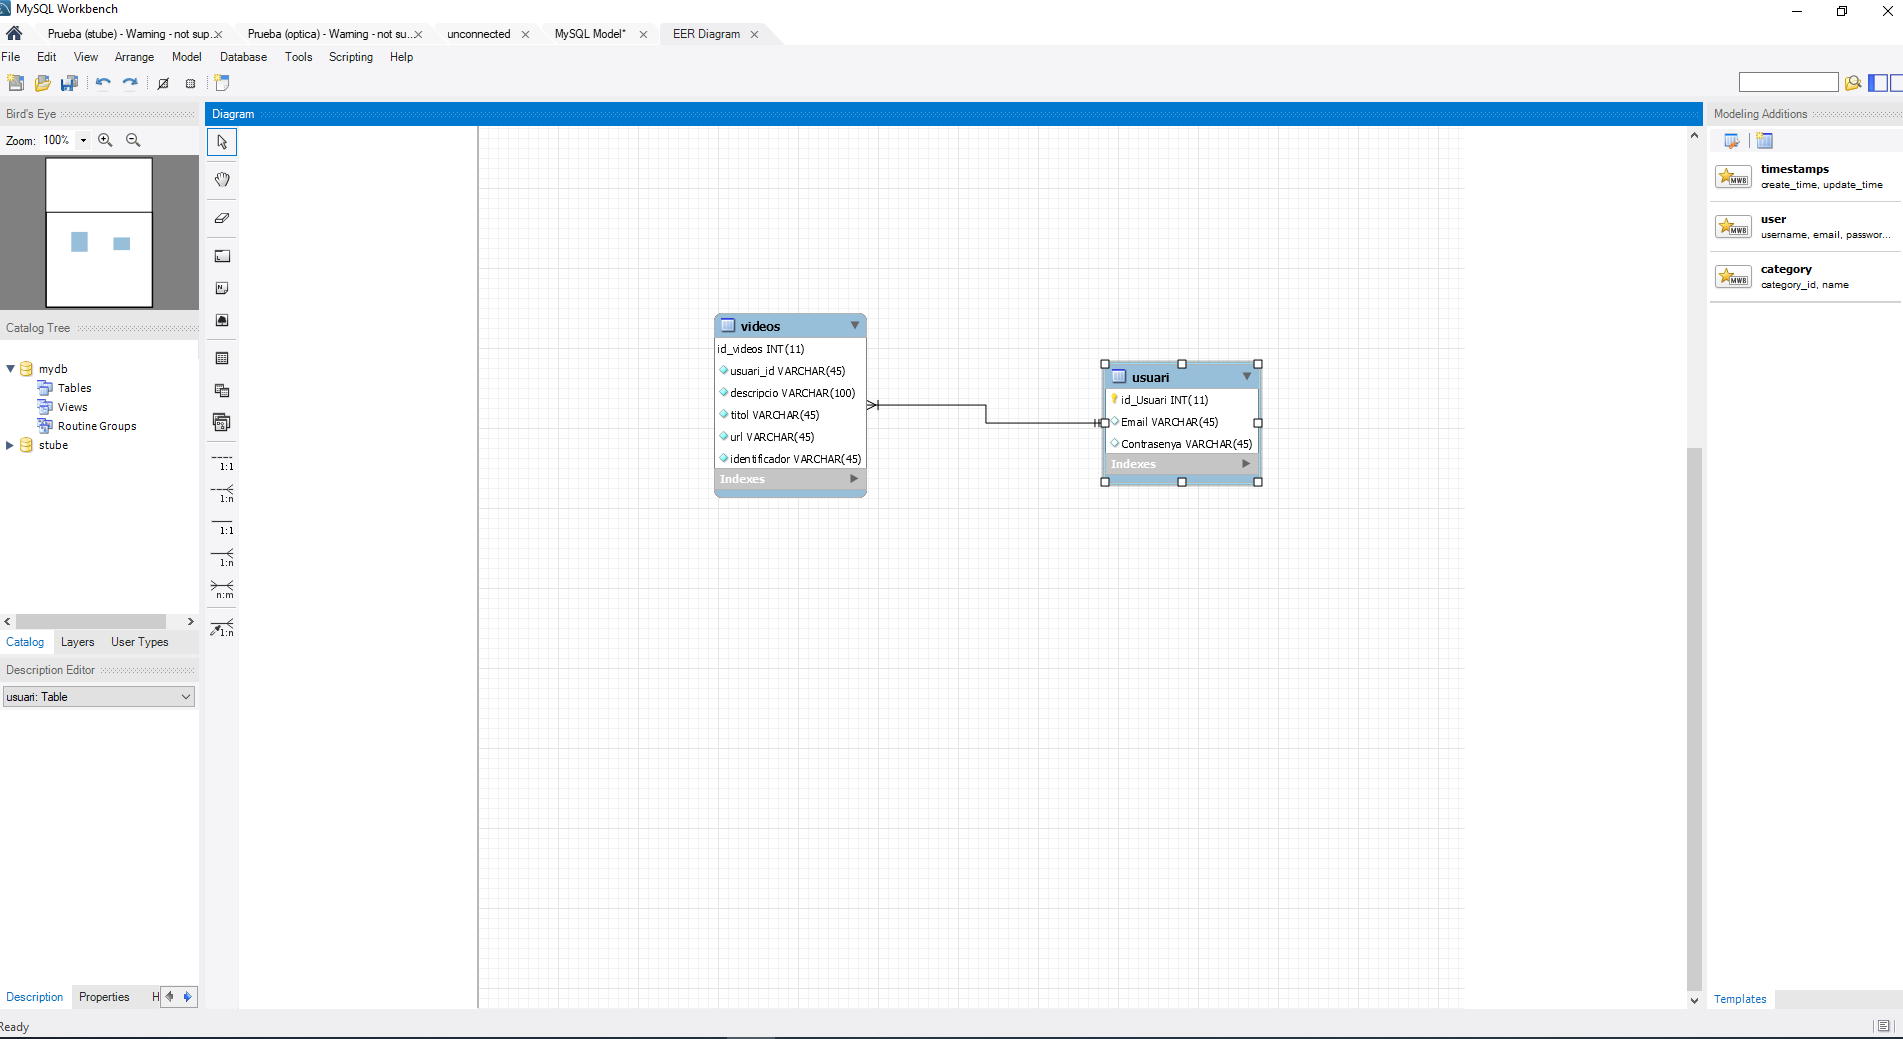 MySQL Workbench
Prueba (stube) - Warning - not sup..
Prueba (optica) - Warning - not su..
unconnected
MySQL Model*
EER Diagram
File Edit View Arrange Model Database Tools Scripting Help
Bird's Eye
Zoom: 100%
Catalog Tree
mydb
Tables
Views
Routine Groups
stube
Catalog Layers User Types
Description Editor
usuari: Table
Description Properties H
Ready
Diagram
1:1
1:n
1:1
1:n
n:m
1:n
videos
id_videos INT(11)
usuari_id VARCHAR(45)
descripcio VARCHAR(100)
titol VARCHAR(45)
url VARCHAR(45)
identificador VARCHAR(45)
Indexes
usuari
id_Usuari INT(11)
Email VARCHAR(45)
Contrasenya VARCHAR(45)
Indexes
Modeling Additions
MWB
timestamps
create_time, update_time
MWB
user
username, email, passwor...
MWB
category
category_id, name
Templates